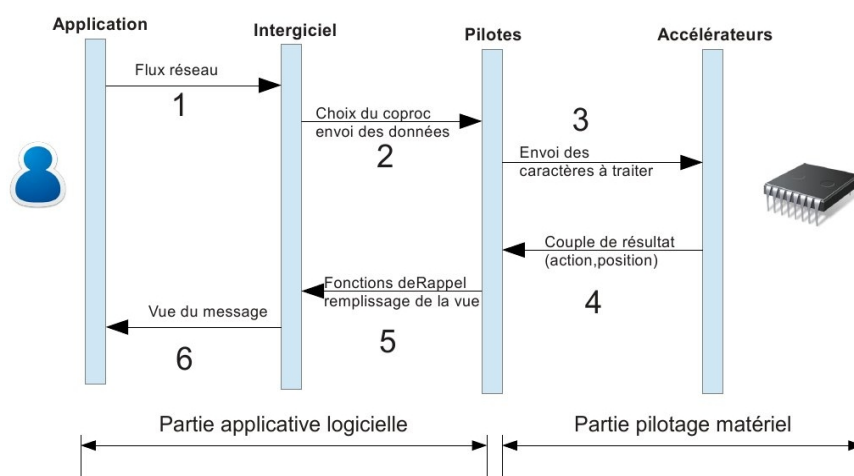 Application
Intergiciel
Pilotes
Accélérateurs
Flux réseau
1
Choix du coproc
envoi des données
2
3
Envoi des
caractères à traiter
Couple de résultat
(action,position)
4
Fonctions deRappel
remplissage de la vue
5
Vue du message
6
Partie applicative logicielle
Partie pilotage matériel